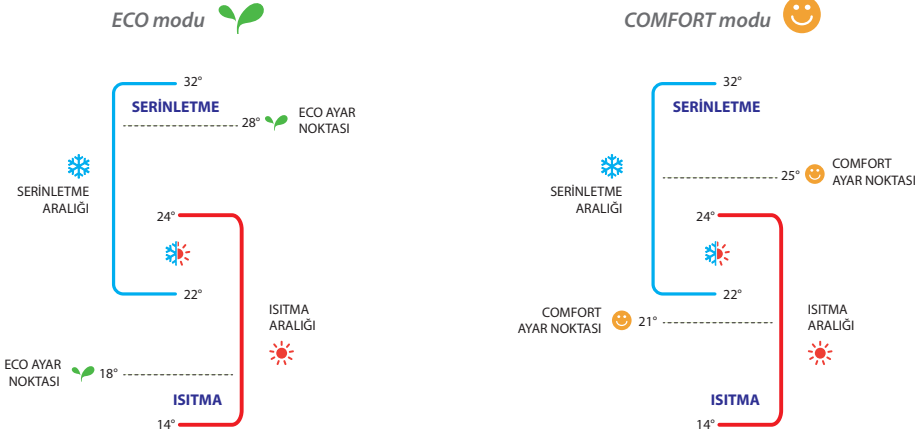 ECO modu
32°
SERİNLETME
28°
ECO AYAR
NOKTASI
SERİNLETME
ARALIĞI
24°
22°
ISITMA
ARALIĞI
ECO AYAR
NOKTASI
18°
ISITMA
14°
COMFORT modu
32°
SERİNLETME
25°
COMFORT
AYAR NOKTASI
SERİNLETME
ARALIĞI
24°
22°
COMFORT
AYAR NOKTASI
21°
ISITMA
ARALIĞI
ISITMA
14°